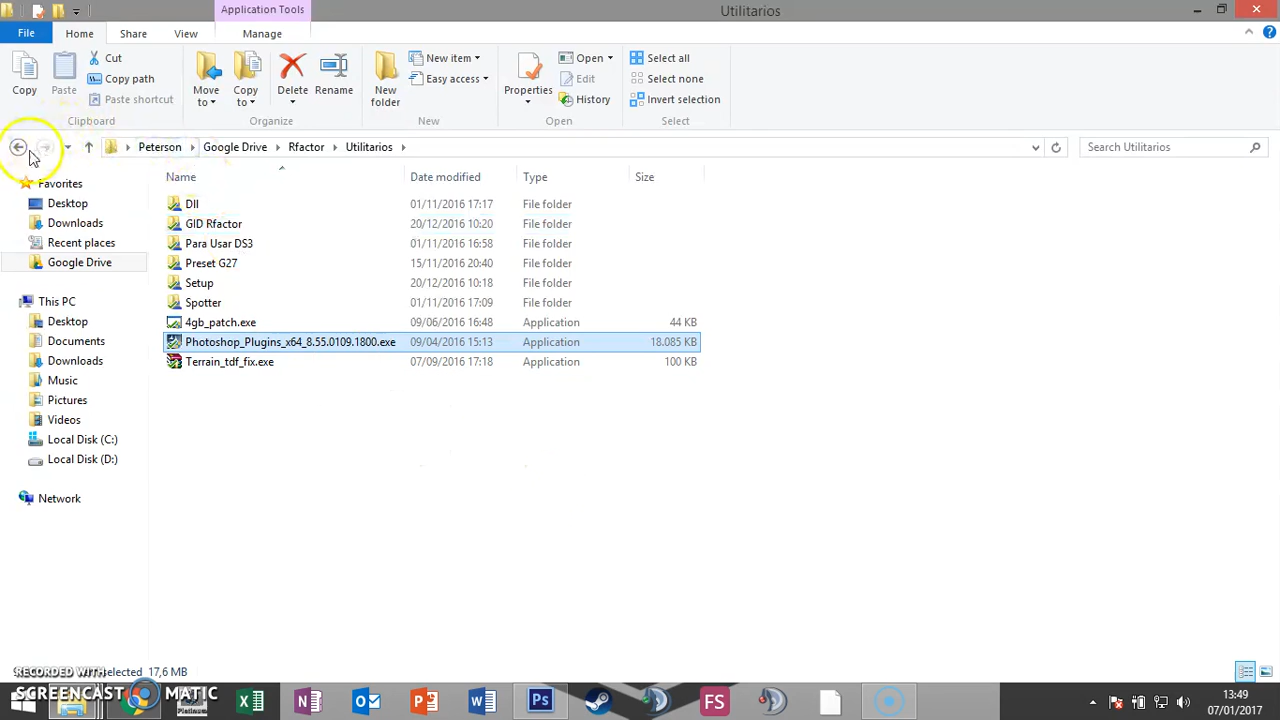 Application Tools
Utilitarios
File
Home
Share
View
Manage
Copy
Paste
Cut
Copy path
Paste shortcut
Clipboard
Move to
Copy to
Delete
Rename
Organize
New folder
New item
Easy access
New
Properties
Open
Edit
History
Open
Select all
Select none
Invert selection
Select
Peterson
Google Drive
Rfactor
Utilitarios
Search Utilitarios
Name
Date modified
Type
Size
Favorites
Desktop
Downloads
Recent places
Google Drive
This PC
Desktop
Documents
Downloads
Music
Pictures
Videos
Local Disk (C:)
Local Disk (D:)
Network
Dll 01/11/2016 17:17 File folder
GID Rfactor 20/12/2016 10:20 File folder
Para Usar DS3 01/11/2016 16:58 File folder
Preset G27 15/11/2016 20:40 File folder
Setup 20/12/2016 10:18 File folder
Spotter 01/11/2016 17:09 File folder
4gb_patch.exe 09/06/2016 16:48 Application 44 KB
Photoshop_Plugins_x64_8.55.0109.1800.exe 09/04/2016 15:13 Application 18.085 KB
Terrain_tdf_fix.exe 07/09/2016 17:18 Application 100 KB
selected 17,6 MB
RECORDED WITH
SCREENCAST MATIC
Platinum
Ps
FS
13:49
07/01/2017